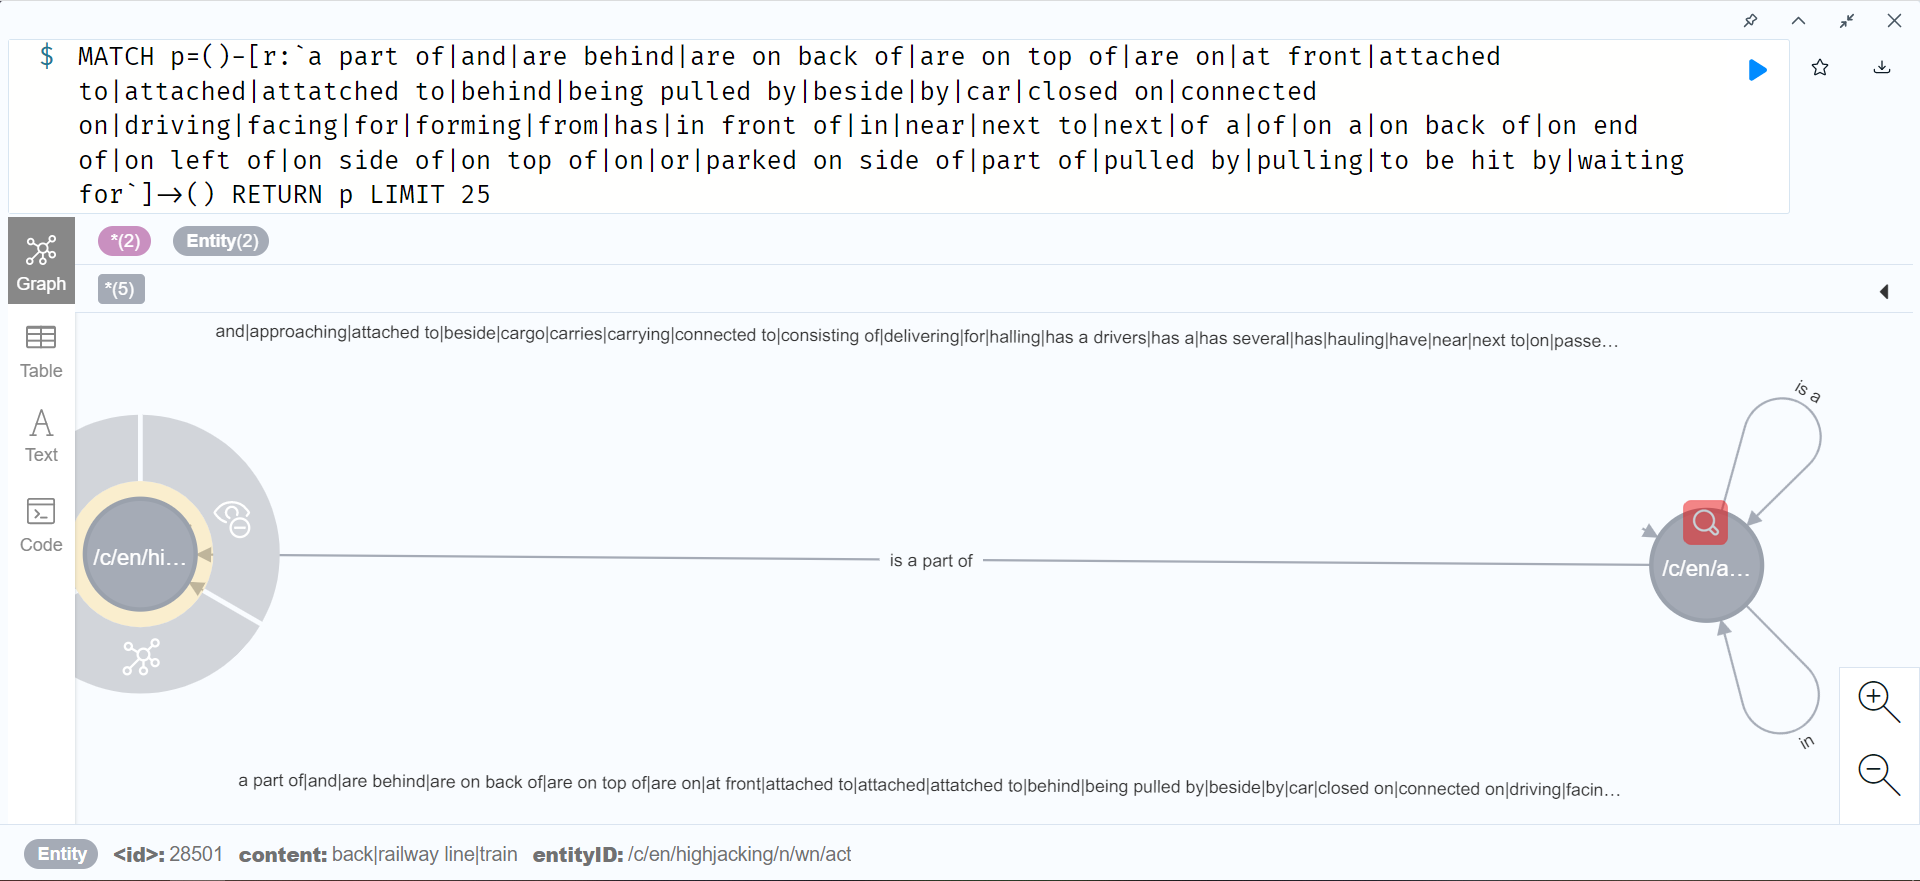 $ MATCH p=()-[r:`a part of|and|are behind|are on back of|are on top of|are on|at front|attached
to|attached|attatched to|behind|being pulled by|beside|by|car|closed on|connected
on|driving|facing|for|forming|from|has|in front of|in|near|next to|next|of a|of|on a|on back of|on end
of|on left of|on side of|on top of|on|or|parked on side of|part of|pulled by|pulling|to be hit by|waiting
for`]->() RETURN p LIMIT 25
*(2) Entity(2)
Graph
*(5)
Table
Text
Code
and|approaching|attached to|beside|cargo|carries|carrying|connected to|consisting of|delivering|for|halling|has a drivers|has a|has several|has|hauling|have|near|next to|on|passe...
is a
/c/en/hi...
is a part of
/c/en/a...
in
a part of|and|are behind|are on back of|are on top of|are on|at front|attached to|attached|attatched to|behind|being pulled by|beside|by|car|closed on|connected on|driving|facin...
Entity <id>: 28501 content: back|railway line|train entityID: /c/en/highjacking/n/wn/act